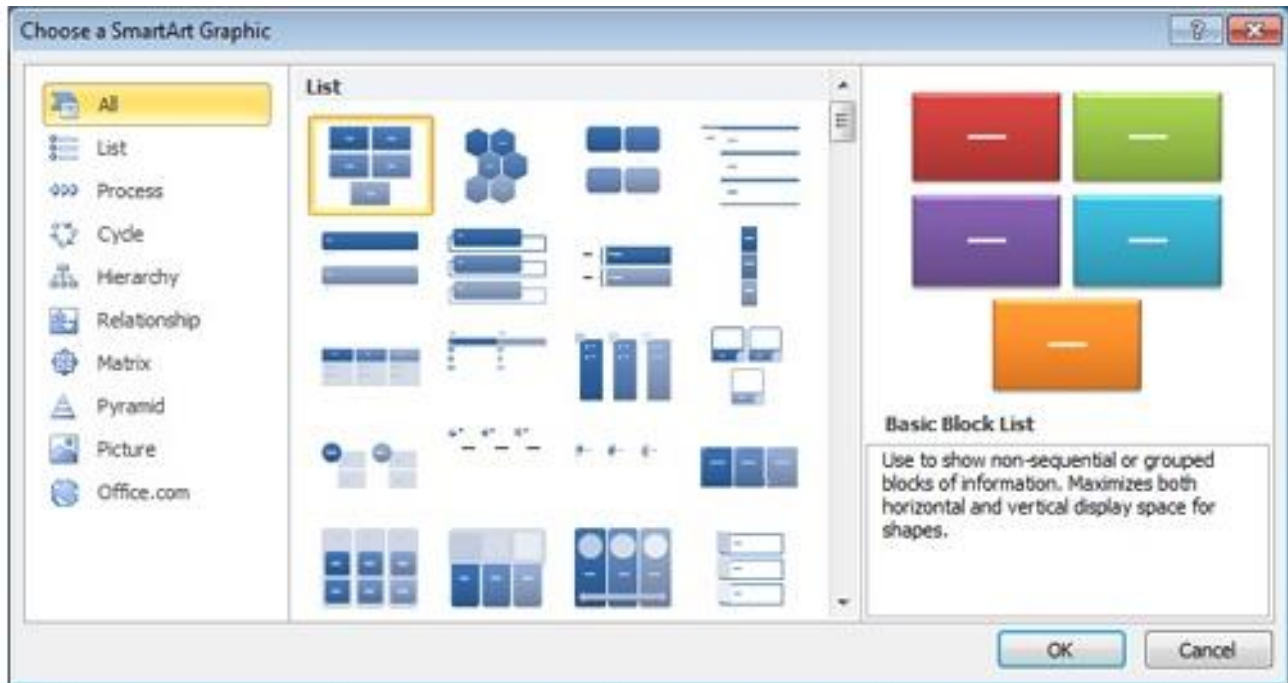 Choose a SmartArt Graphic
All
List
Process
Cycle
Hierarchy
Relationship
Matrix
Pyramid
Picture
Office.com
List
Basic Block List
Use to show non-sequential or grouped
blocks of information. Maximizes both
horizontal and vertical display space for
shapes.
OK
Cancel